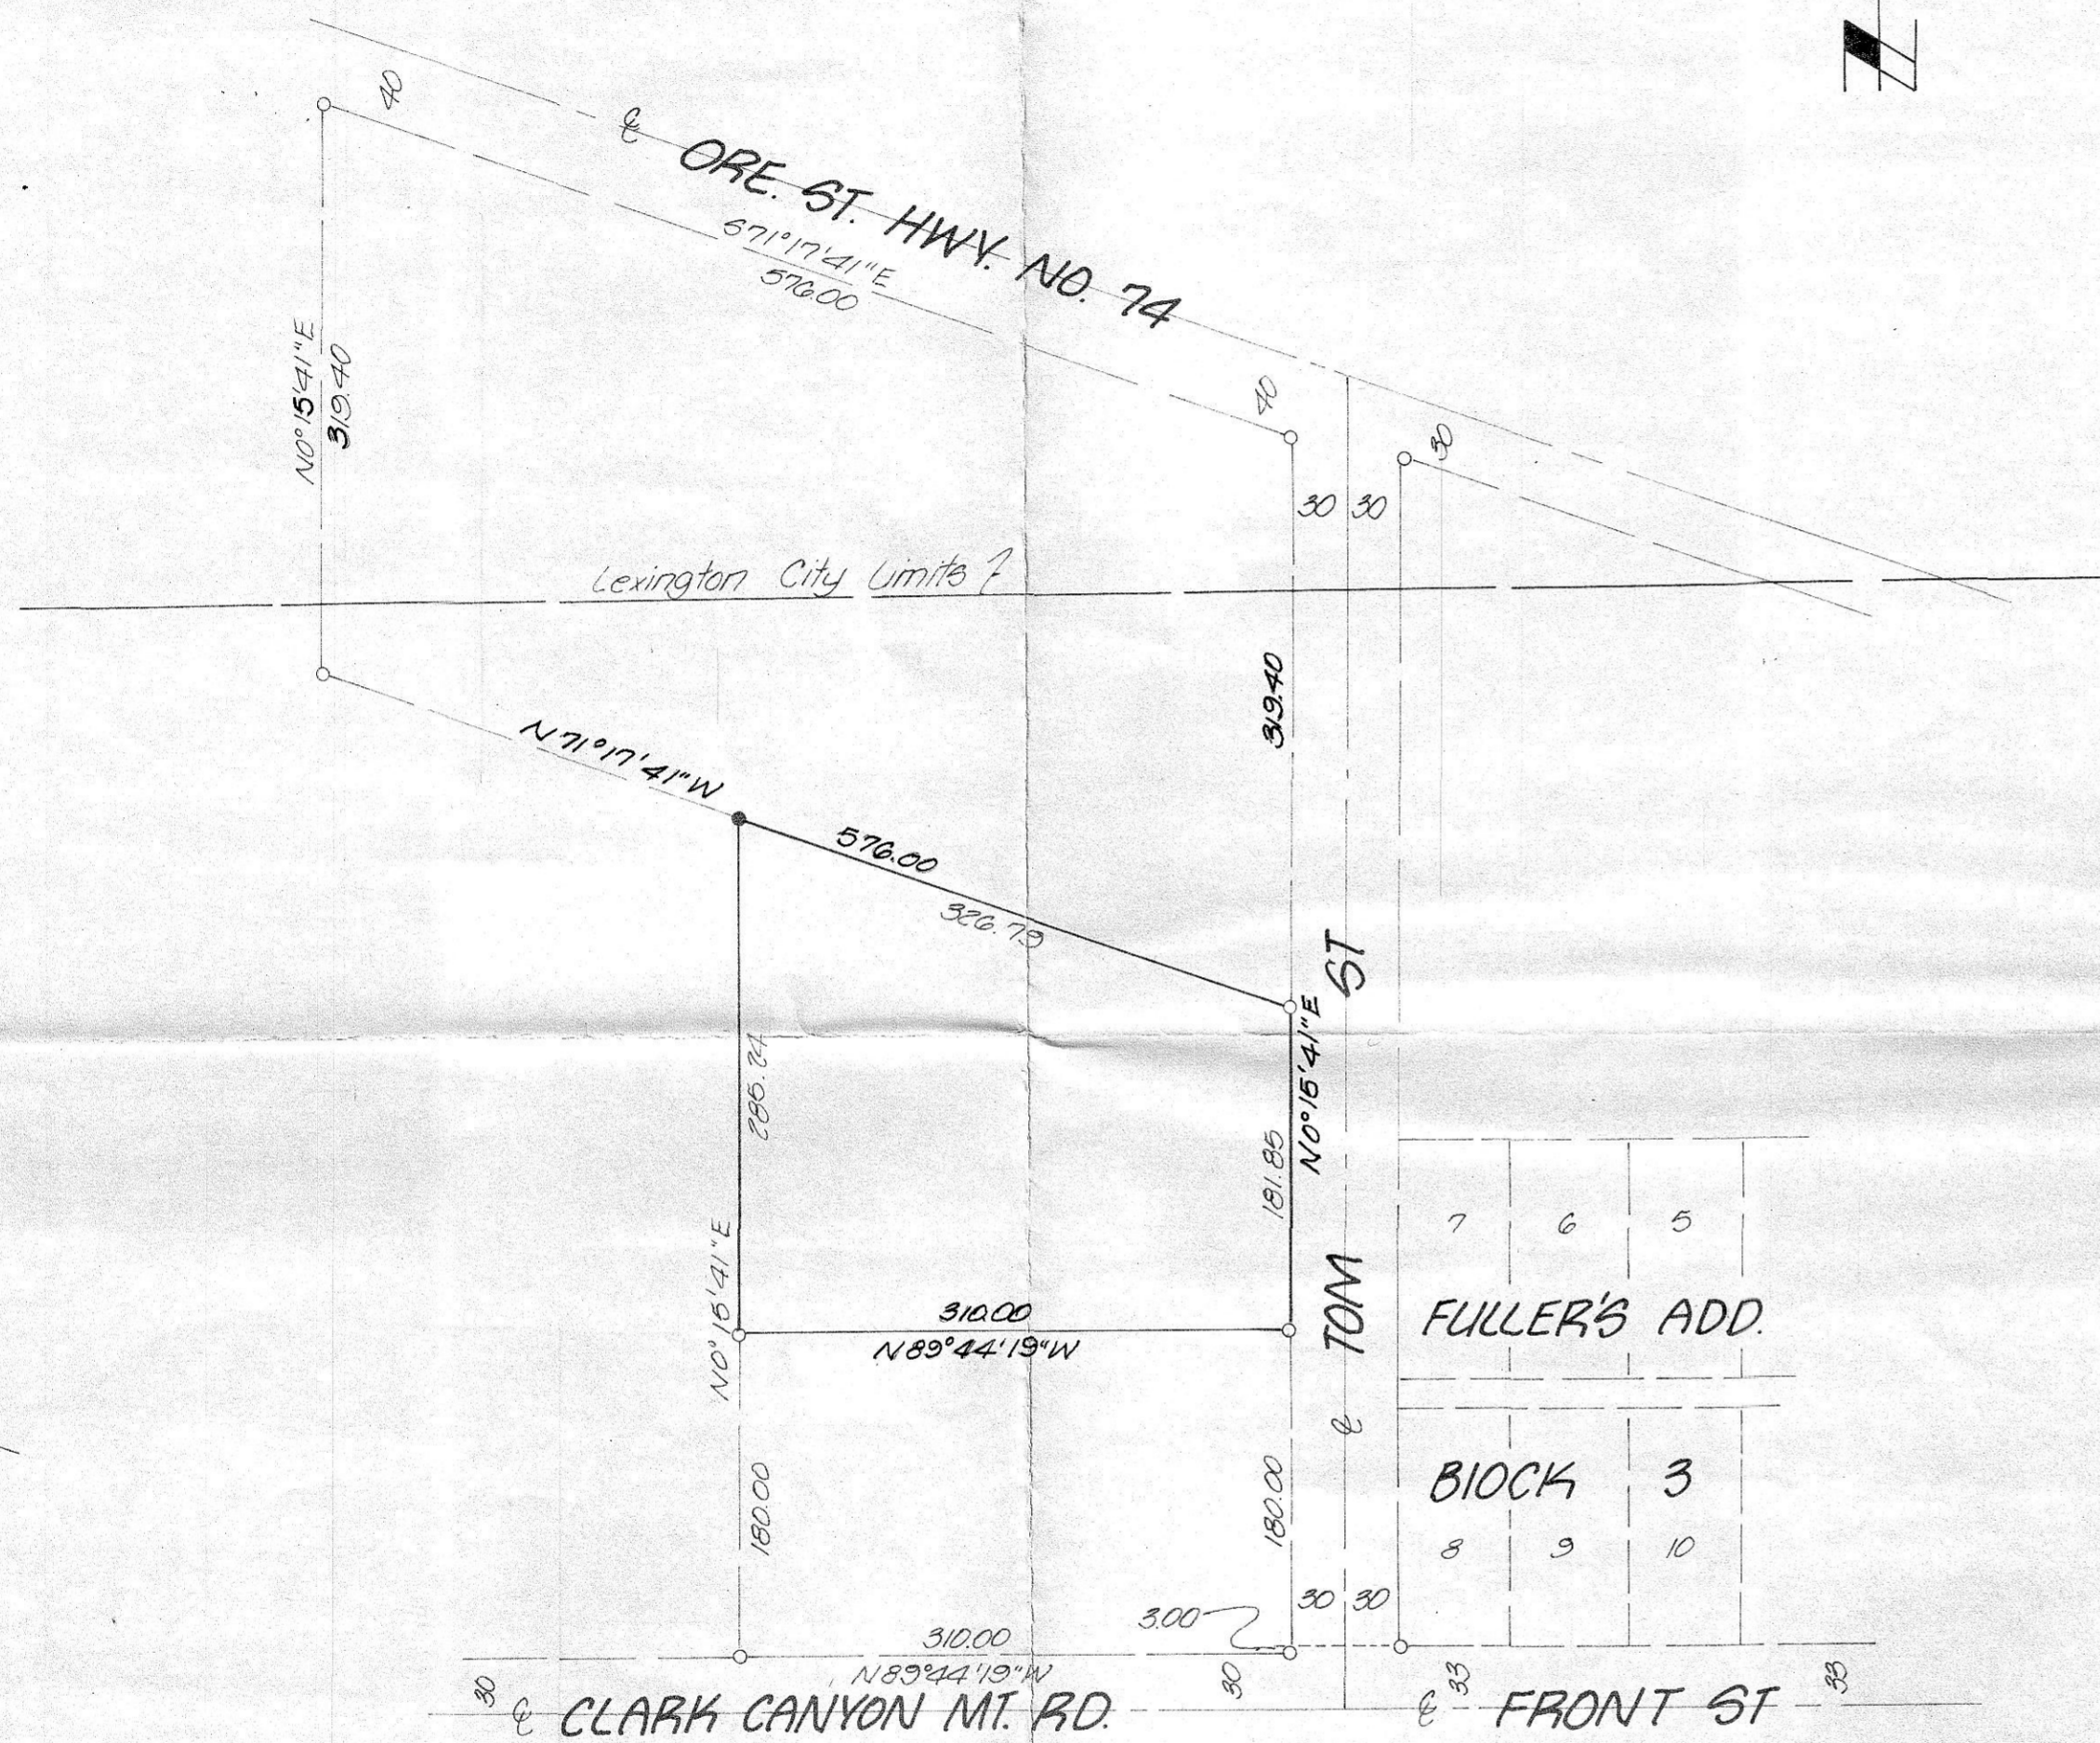 40
℄ ORE. ST. HWY. NO. 74
S71°17'41"E
576.00
N0°15'41"E
319.40
40
30
30 30
Lexington City Limits
319.40
N71°17'41"W
576.00
326.79
285.24
N0°15'41"E
181.85
N0°15'41"E
℄ TOM ST
310.00
N89°44'19"W
7 6 5
FULLER'S ADD.
BLOCK 3
8 9 10
180.00
180.00
30 30
3.00
310.00
N89°44'19"W
30
30
33
33
℄ CLARK CANYON MT. RD.
℄ FRONT ST